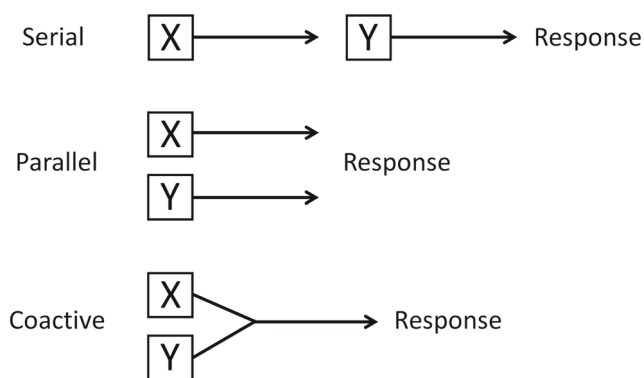 Serial X Y Response
X
Parallel Response
Y
X
Coactive Response
Y